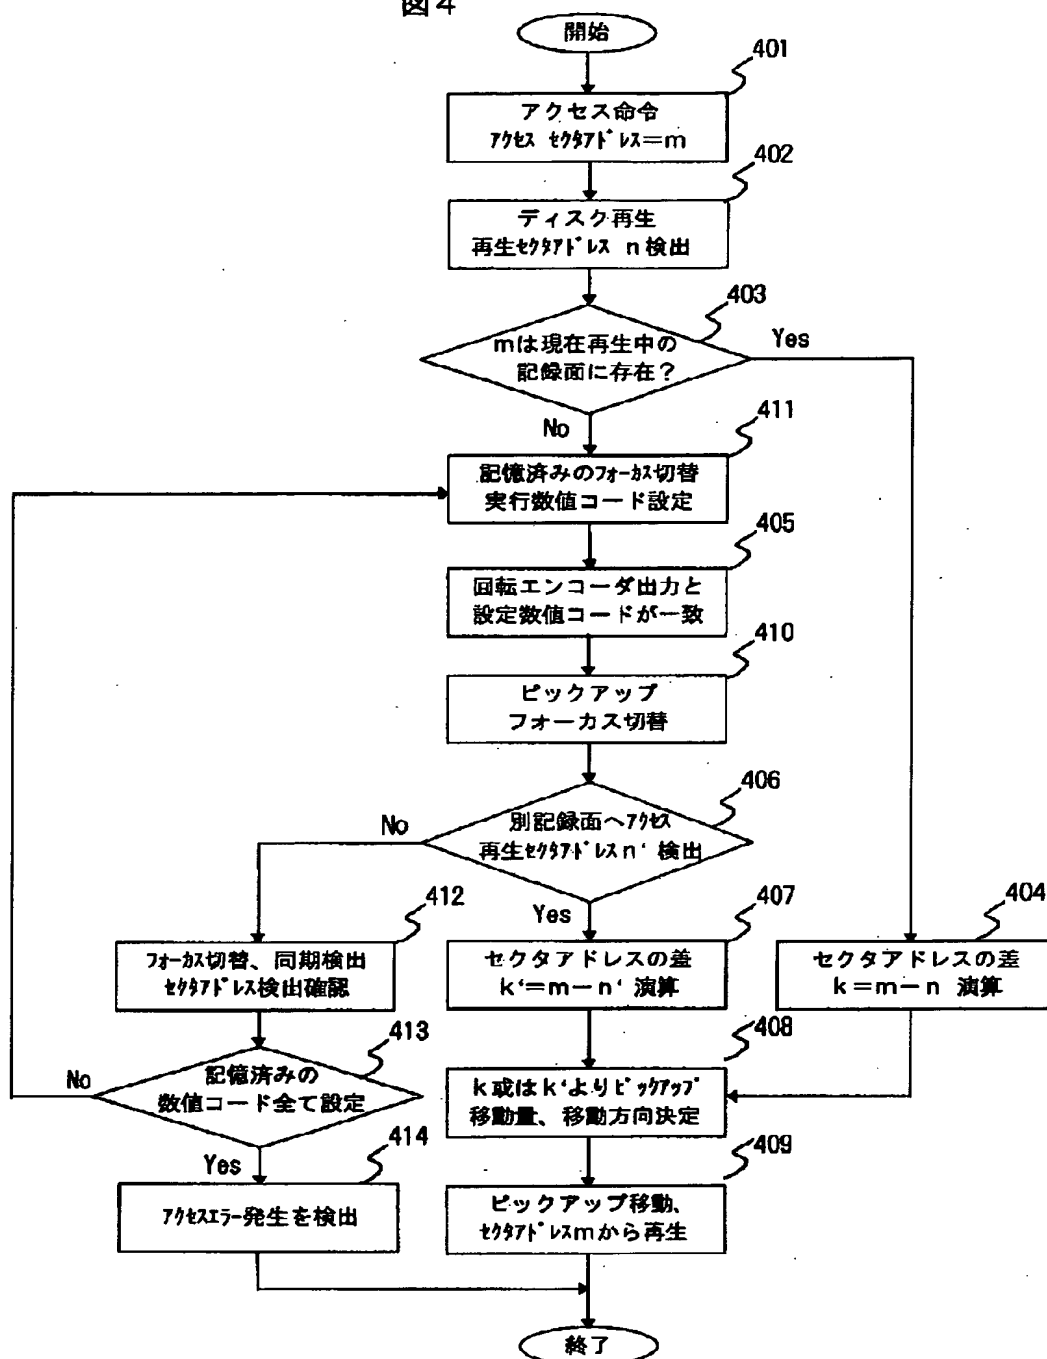 図4
開始
401
アクセス命令
ｱｸｾｽ ｾｸﾀｱﾄﾞﾚｽ＝m
402
ディスク再生
再生ｾｸﾀｱﾄﾞﾚｽ n 検出
403
mは現在再生中の
記録面に存在？
Yes
No
411
記憶済みのﾌｫｰｶｽ切替
実行数値コード設定
405
回転エンコーダ出力と
設定数値コードが一致
410
ピックアップ
フォーカス切替
406
別記録面へｱｸｾｽ
再生ｾｸﾀｱﾄﾞﾚｽn‘ 検出
No
Yes
412
ﾌｫｰｶｽ切替、同期検出
ｾｸﾀｱﾄﾞﾚｽ検出確認
407
セクタアドレスの差
k‘＝m－n‘ 演算
404
セクタアドレスの差
k＝m－n 演算
413
記憶済みの
数値コード全て設定
No
Yes
408
k或はk‘よりﾋﾟｯｸｱｯﾌﾟ
移動量、移動方向決定
414
ｱｸｾｽｴﾗｰ発生を検出
409
ピックアップ移動、
ｾｸﾀｱﾄﾞﾚｽmから再生
終了